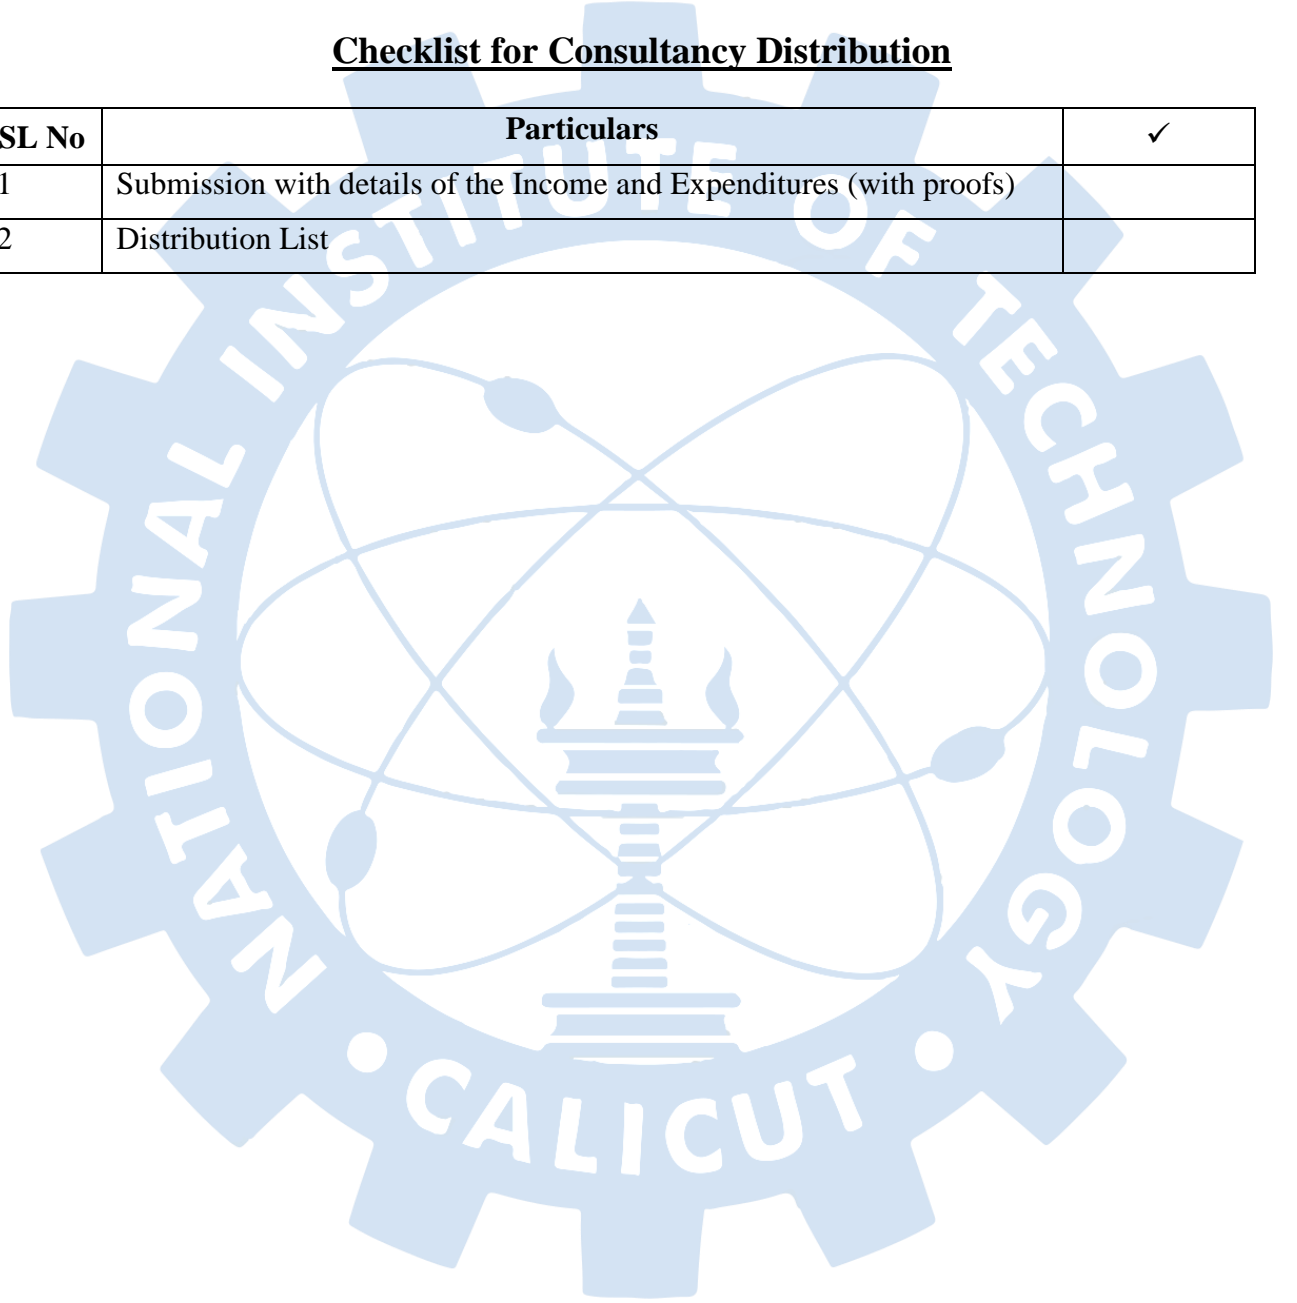 Checklist for Consultancy Distribution
SL No Particulars ✓
1 Submission with details of the Income and Expenditures (with proofs)
2 Distribution List
NATIONAL INSTITUTE OF TECHNOLOGY
• CALICUT •